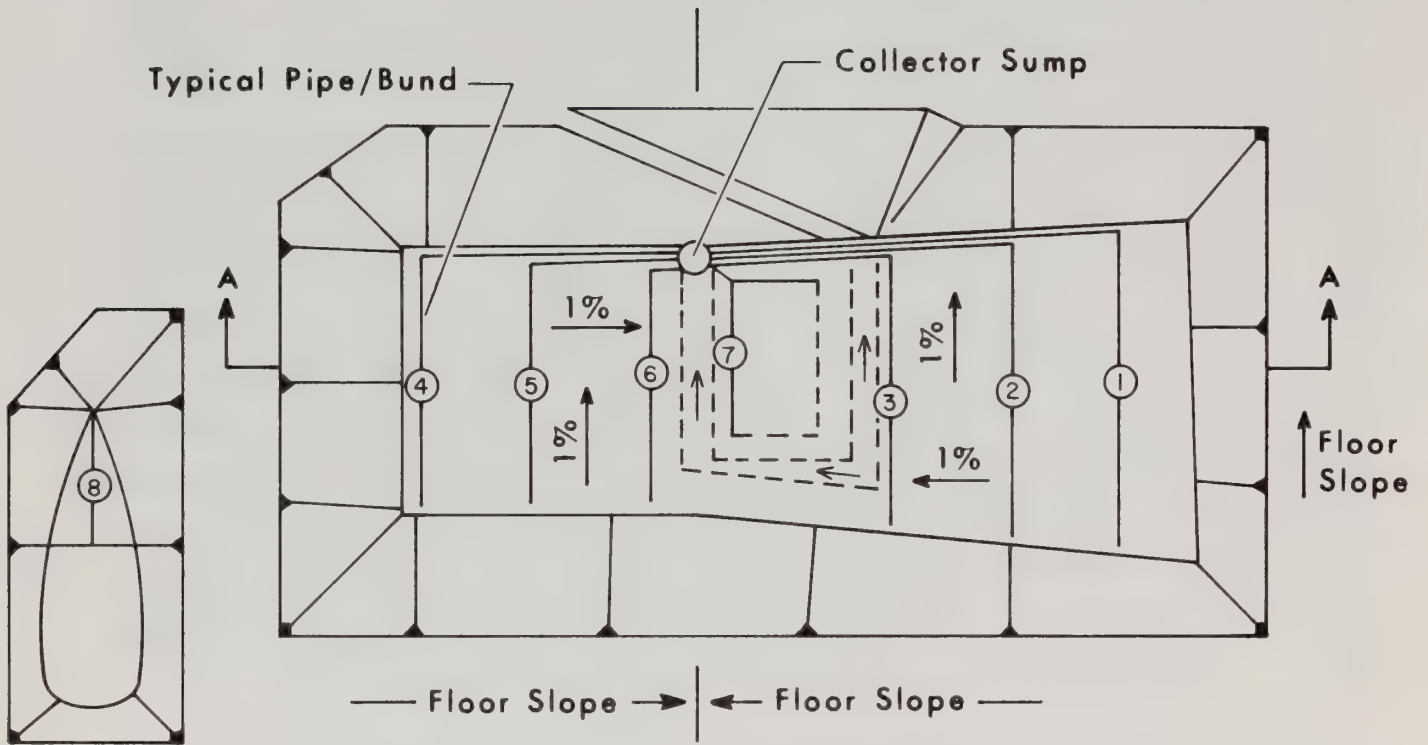 Typical Pipe/Bund
Collector Sump
A
A
1%
7
4
5
6
3
2
1
1%
1%
1%
8
Floor
Slope
Floor Slope
Floor Slope